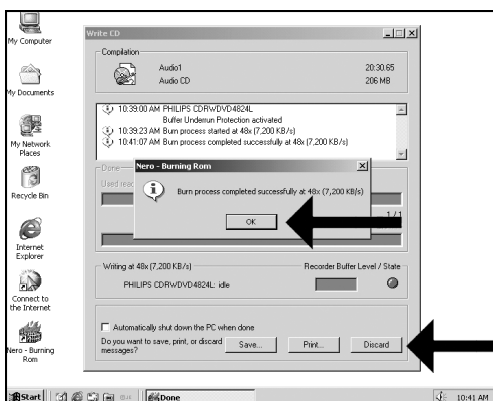 My Computer
My Documents
My Network
Places
Recycle Bin
Internet
Explorer
Connect to
the Internet
Nero - Burning
Rom
Write CD
Compilation
Audio1 20:30.65
Audio CD 206 MB
10:39:00 AM PHILIPS CDRWDVD4824L
Buffer Underrun Protection activated
10:39:23 AM Burn process started at 48x (7,200 KB/s)
10:41:07 AM Burn process completed successfully at 48x (7,200 KB/s)
Done
Used read
Nero - Burning Rom
Burn process completed successfully at 48x (7,200 KB/s)
OK
1 / 1
Writing at 48x (7,200 KB/s) Recorder Buffer Level / State
PHILIPS CDRWDVD4824L: idle
Automatically shut down the PC when done
Do you want to save, print, or discard
messages?
Save... Print... Discard
Start Done 10:41 AM